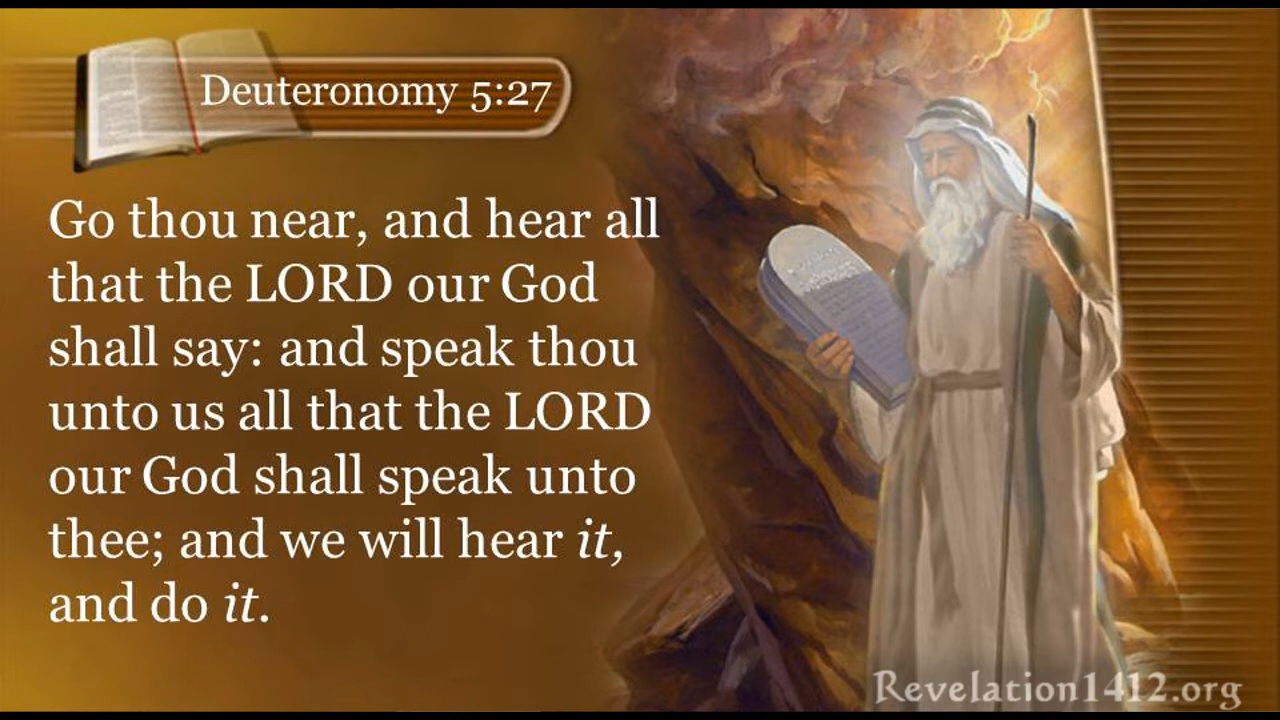 Deuteronomy 5:27
Go thou near, and hear all
that the LORD our God
shall say: and speak thou
unto us all that the LORD
our God shall speak unto
thee; and we will hear it,
and do it.
Revelation1412.org